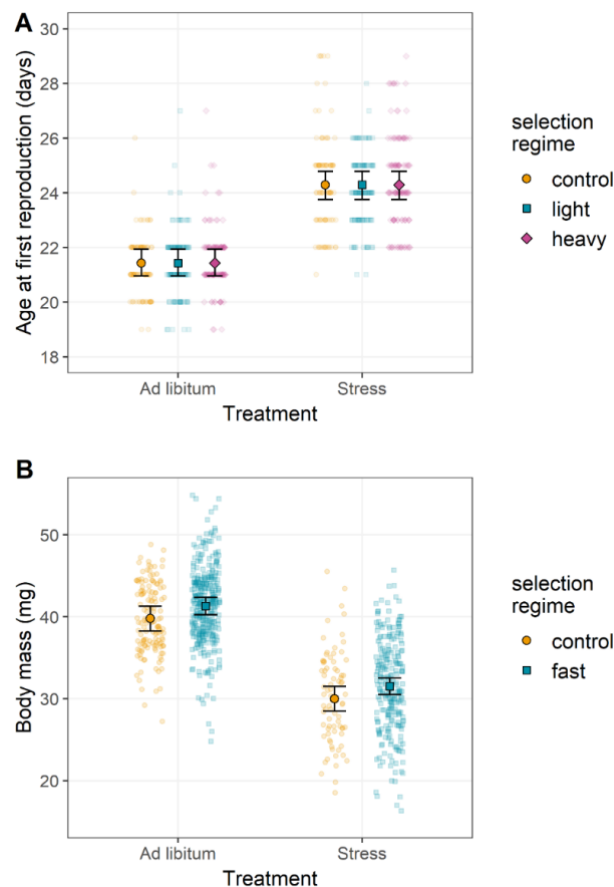 A
Age at first reproduction (days)
30
28
26
24
22
20
18
Ad libitum
Stress
Treatment
selection
regime
control
light
heavy
B
Body mass (mg)
50
40
30
20
Ad libitum
Stress
Treatment
selection
regime
control
fast